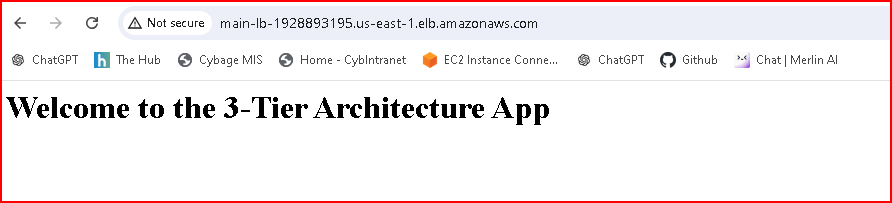 Not secure main-lb-1928893195.us-east-1.elb.amazonaws.com
ChatGPT The Hub Cybage MIS Home - CybIntranet EC2 Instance Conne... ChatGPT Github Chat | Merlin AI
Welcome to the 3-Tier Architecture App